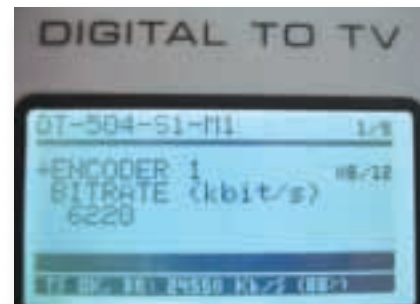 DIGITAL TO TV
DT-504-S1-M1 1/5
+ENCODER 1
BITRATE (kbit/s)
6220